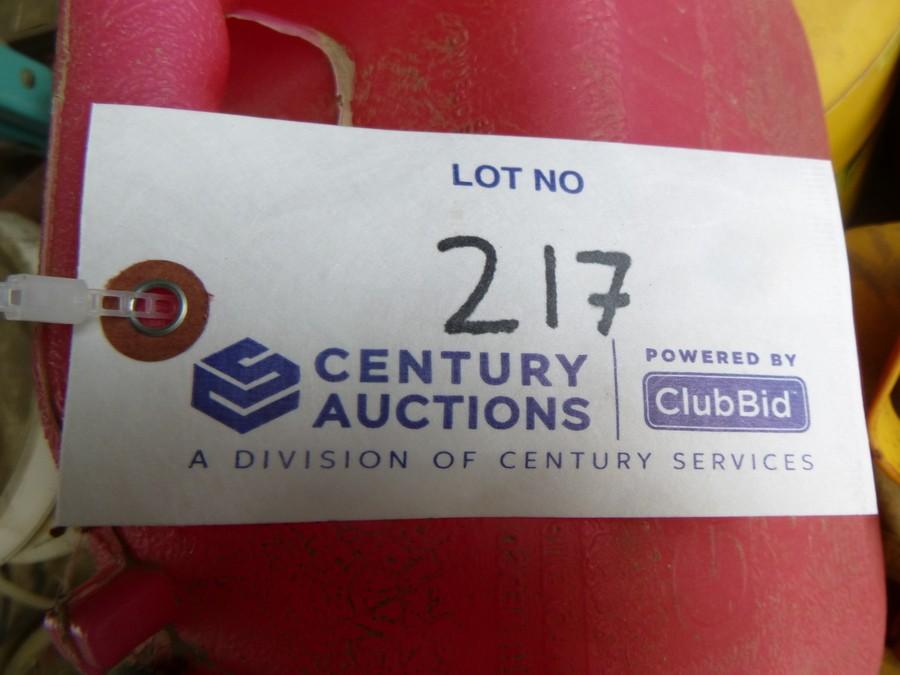 LOT NO
217
CENTURY
AUCTIONS
POWERED BY
ClubBid
A DIVISION OF CENTURY SERVICES